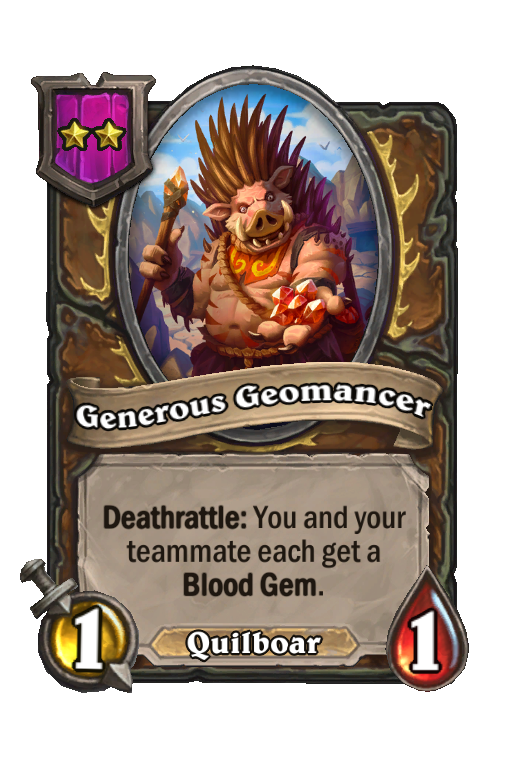 Generous Geomancer
Deathrattle: You and your
teammate each get a
Blood Gem.
1
Quilboar
1